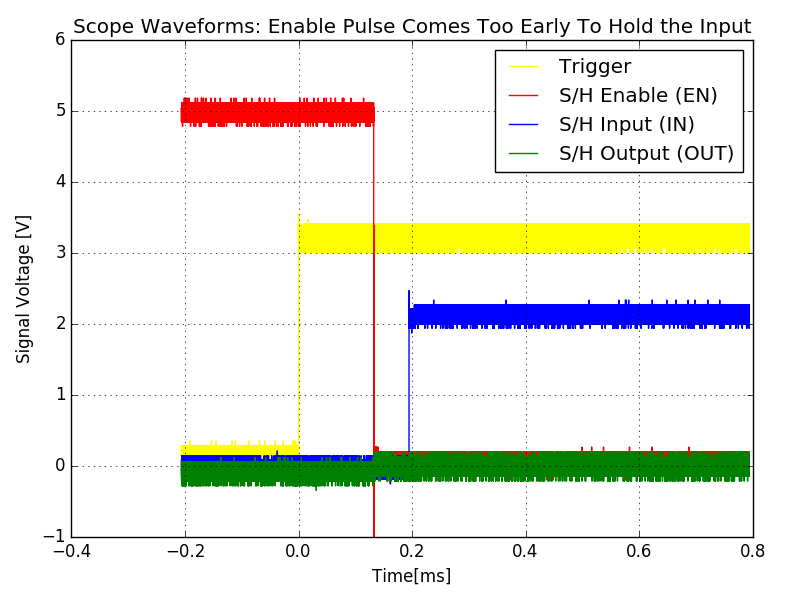 Scope Waveforms: Enable Pulse Comes Too Early To Hold the Input
6
5
4
3
2
1
0
−1
Signal Voltage [V]
Trigger
S/H Enable (EN)
S/H Input (IN)
S/H Output (OUT)
−0.4
−0.2
0.0
0.2
0.4
0.6
0.8
Time[ms]